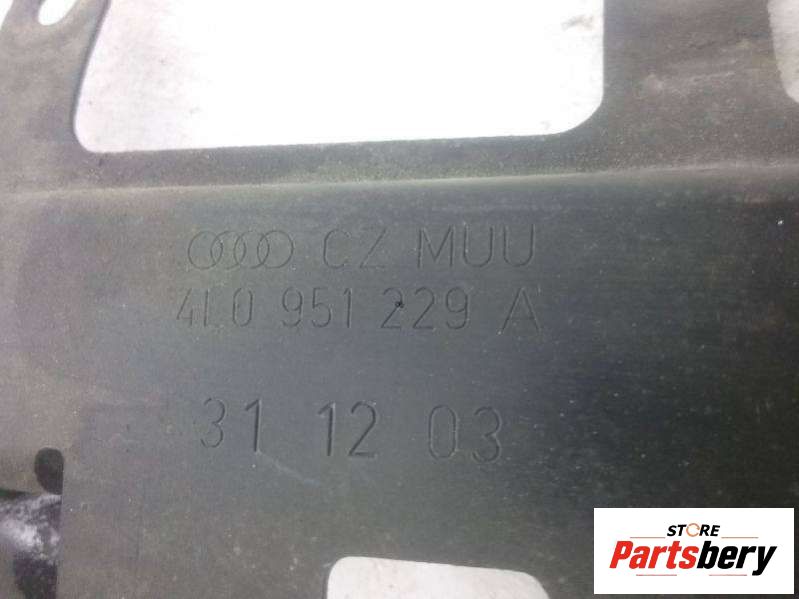 CZ MUU
4L0 951 229 A
31 12 03
STORE
Partsbery